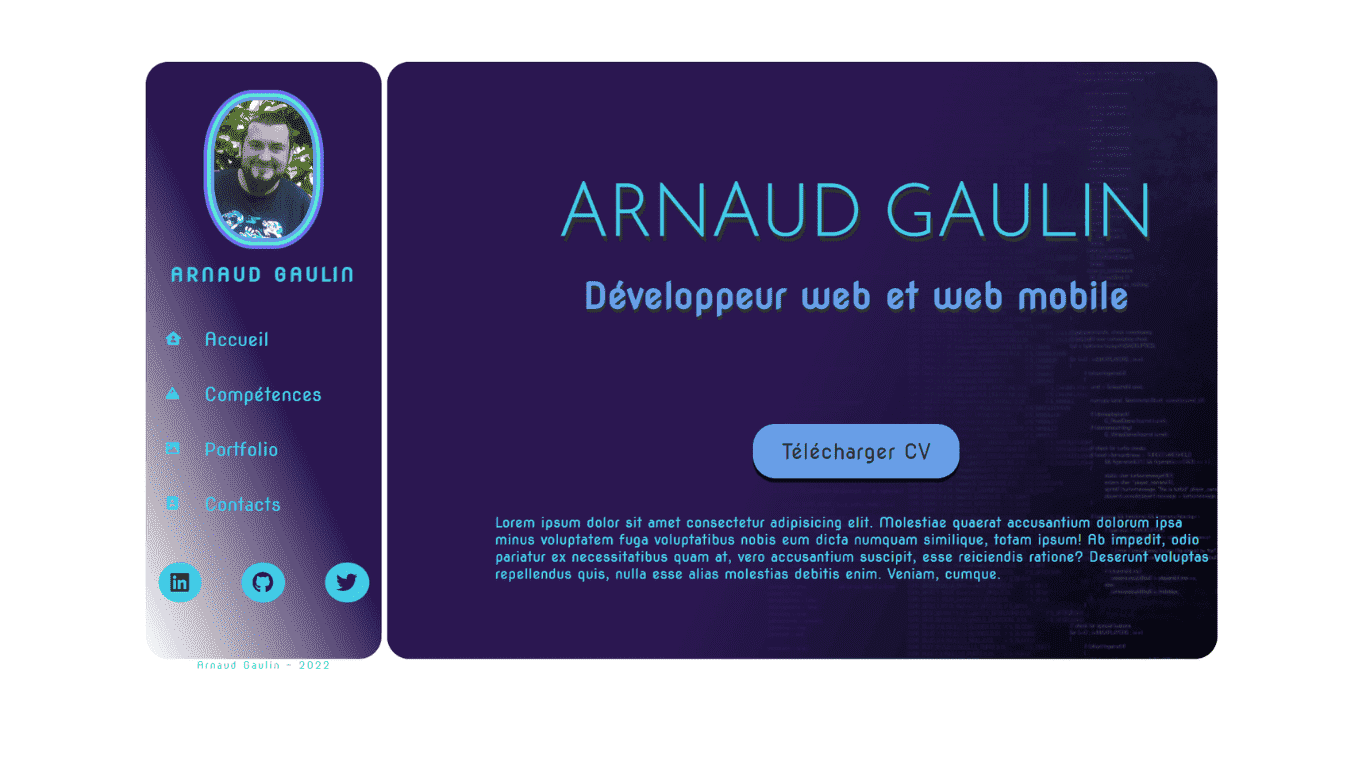 ARNAUD GAULIN
Accueil
Compétences
Portfolio
Contacts
Arnaud Gaulin - 2022
ARNAUD GAULIN
Développeur web et web mobile
Télécharger CV
Lorem ipsum dolor sit amet consectetur adipisicing elit. Molestiae quaerat accusantium dolorum ipsa
minus voluptatem fuga voluptatibus nobis eum dicta numquam similique, totam ipsum! Ab impedit, odio
pariatur ex necessitatibus quam at, vero accusantium suscipit, esse reiciendis ratione? Deserunt voluptas
repellendus quis, nulla esse alias molestias debitis enim. Veniam, cumque.